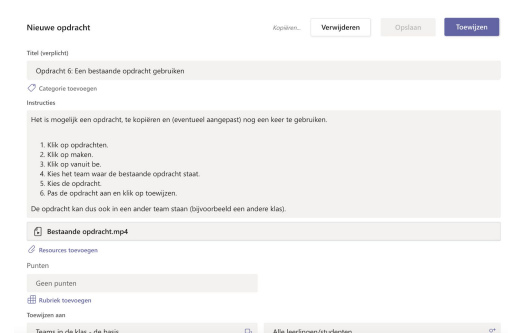 Nieuwe opdracht
Kopiëren... Verwijderen Opslaan Toewijzen
Titel (verplicht)
Opdracht 6: Een bestaande opdracht gebruiken
Categorie toevoegen
Instructies
Het is mogelijk een opdracht, te kopiëren en (eventueel aangepast) nog een keer te gebruiken.
1. Klik op opdrachten.
2. Klik op maken.
3. Klik op vanuit be.
4. Kies het team waar de bestaande opdracht staat.
5. Kies de opdracht.
6. Pas de opdracht aan en klik op toewijzen.
De opdracht kan dus ook in een ander team staan (bijvoorbeeld een andere klas).
Bestaande opdracht.mp4
Resources toevoegen
Punten
Geen punten
Rubriek toevoegen
Toewijzen aan
Teams in de klas - de basis Alle leerlingen/studenten